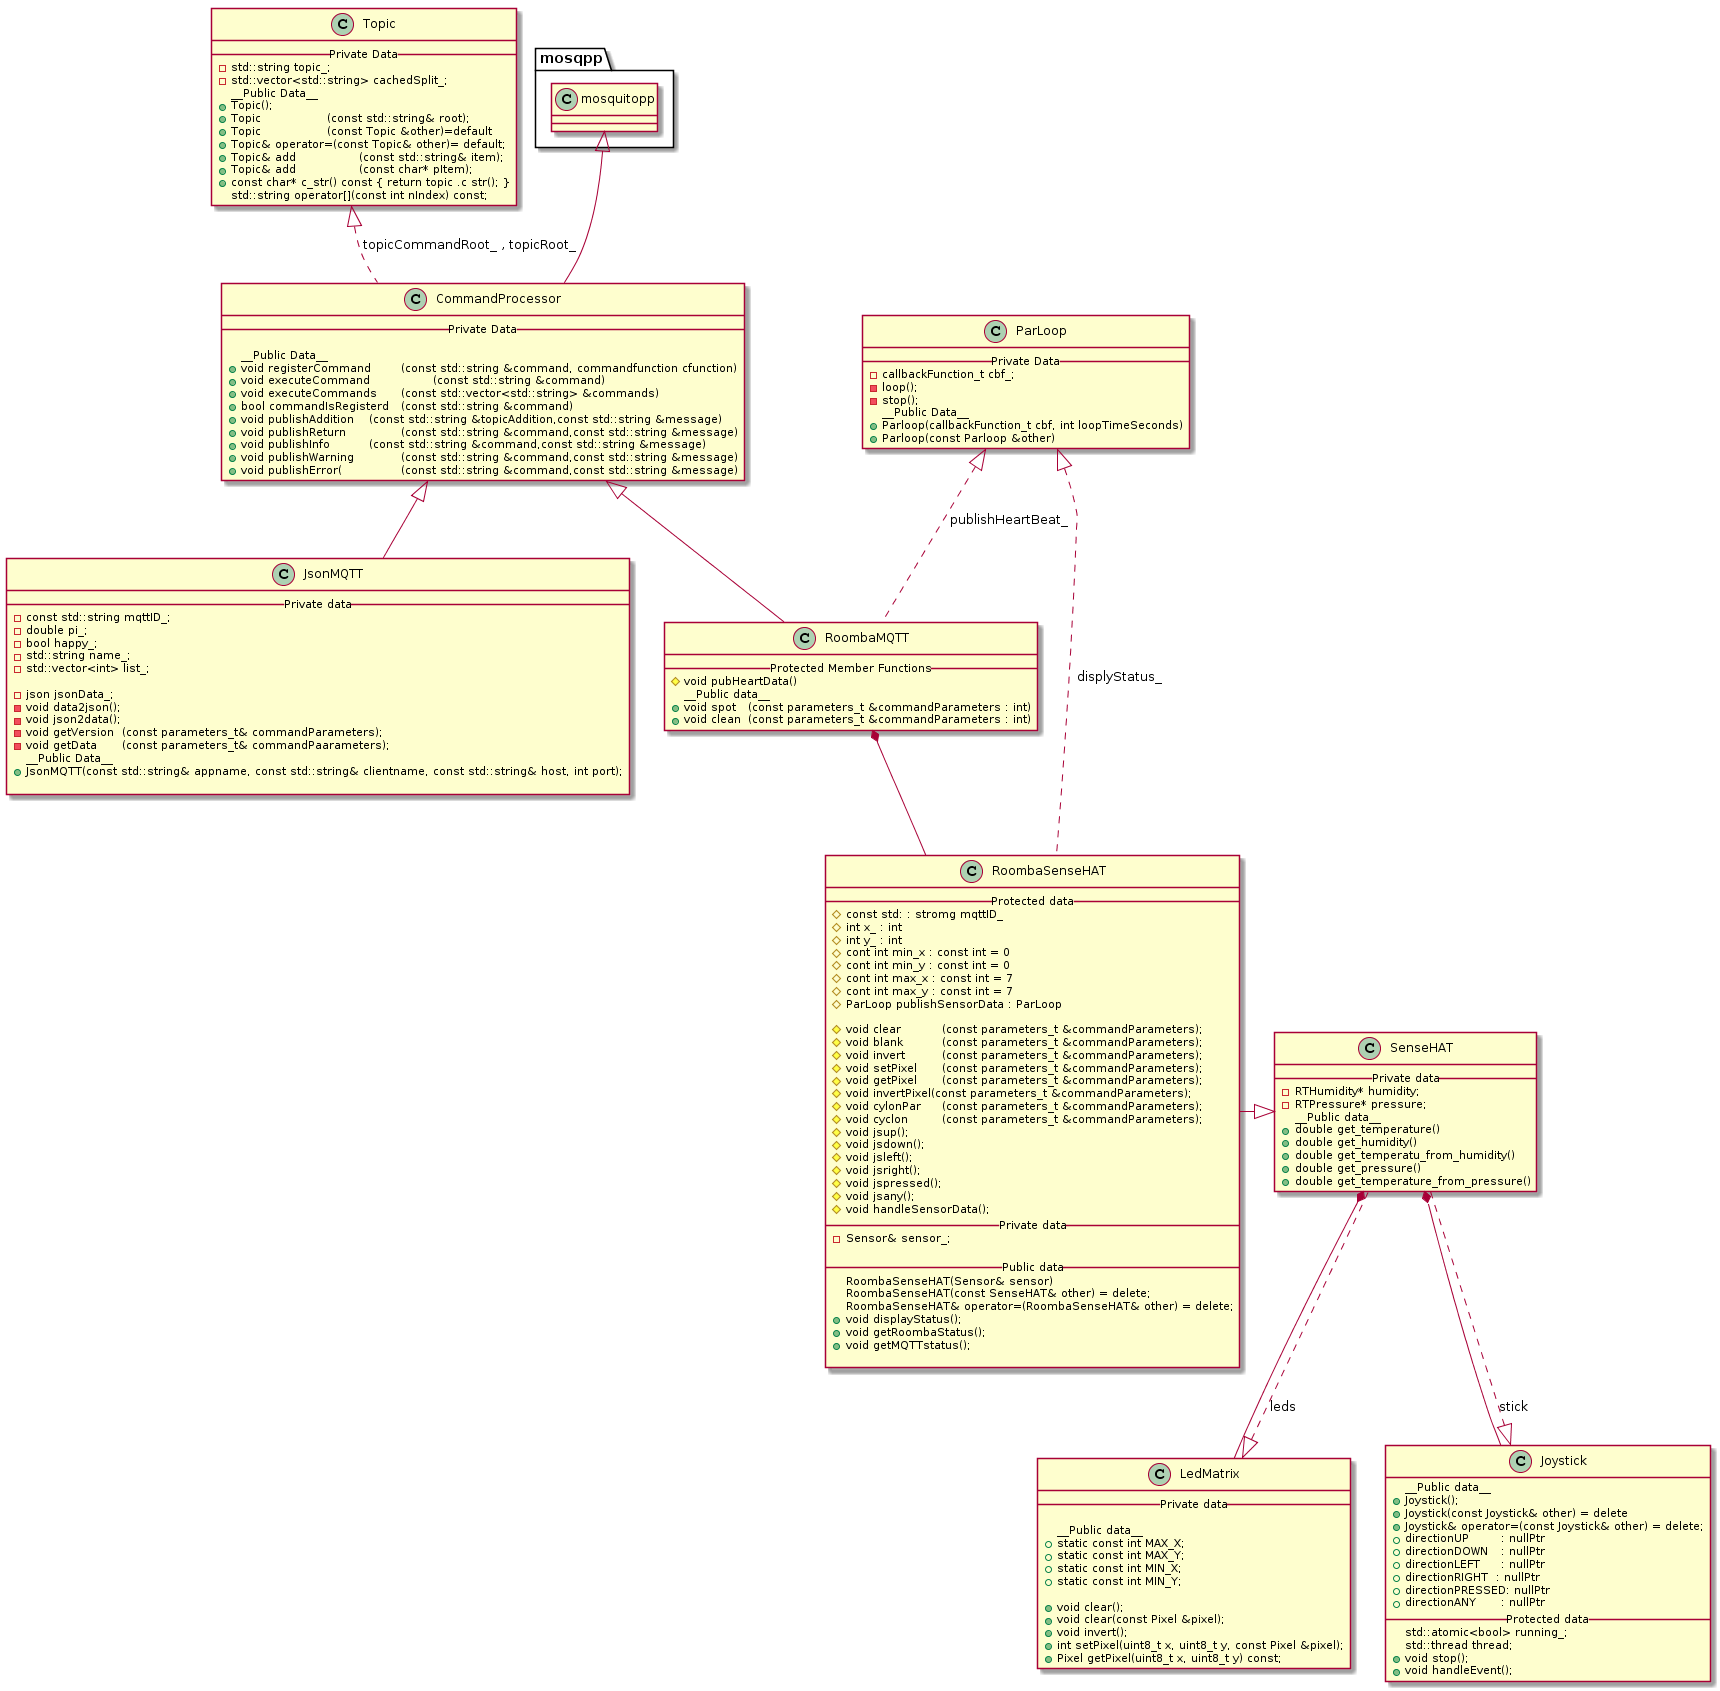 C Topic
Private Data
std::string topic_;
std::vector<std::string> cachedSplit_;
__Public Data__
Topic();
Topic (const std::string& root);
Topic (const Topic &other)=default
Topic& operator=(const Topic& other)= default;
Topic& add (const std::string& item);
Topic& add (const char* pItem);
const char* c_str() const { return topic .c str(); }
std::string operator[](const int nIndex) const;
mosqpp
C mosquitopp
topicCommandRoot_ , topicRoot_
C CommandProcessor
Private Data
__Public Data__
void registerCommand (const std::string &command, commandfunction cfunction)
void executeCommand (const std::string &command)
void executeCommands (const std::vector<std::string> &commands)
bool commandIsRegisterd (const std::string &command)
void publishAddition (const std::string &topicAddition,const std::string &message)
void publishReturn (const std::string &command,const std::string &message)
void publishInfo (const std::string &command,const std::string &message)
void publishWarning (const std::string &command,const std::string &message)
void publishError( (const std::string &command,const std::string &message)
C ParLoop
Private Data
callbackFunction_t cbf_;
loop();
stop();
__Public Data__
Parloop(callbackFunction_t cbf, int loopTimeSeconds)
Parloop(const Parloop &other)
publishHeartBeat_
C JsonMQTT
Private data
const std::string mqttID_;
double pi_;
bool happy_;
std::string name_;
std::vector<int> list_;
json jsonData_;
void data2json();
void json2data();
void getVersion (const parameters_t& commandParameters);
void getData (const parameters_t& commandPaarameters);
__Public Data__
JsonMQTT(const std::string& appname, const std::string& clientname, const std::string& host, int port);
C RoombaMQTT
Protected Member Functions
void pubHeartData()
__Public data__
void spot (const parameters_t &commandParameters : int)
void clean (const parameters_t &commandParameters : int)
displyStatus_
C RoombaSenseHAT
Protected data
const std: : stromg mqttID_
int x_ : int
int y_ : int
cont int min_x : const int = 0
cont int min_y : const int = 0
cont int max_x : const int = 7
cont int max_y : const int = 7
ParLoop publishSensorData : ParLoop
void clear (const parameters_t &commandParameters);
void blank (const parameters_t &commandParameters);
void invert (const parameters_t &commandParameters);
void setPixel (const parameters_t &commandParameters);
void getPixel (const parameters_t &commandParameters);
void invertPixel(const parameters_t &commandParameters);
void cylonPar (const parameters_t &commandParameters);
void cyclon (const parameters_t &commandParameters);
void jsup();
void jsdown();
void jsleft();
void jsright();
void jspressed();
void jsany();
void handleSensorData();
Private data
Sensor& sensor_;
Public data
RoombaSenseHAT(Sensor& sensor)
RoombaSenseHAT(const SenseHAT& other) = delete;
RoombaSenseHAT& operator=(RoombaSenseHAT& other) = delete;
void displayStatus();
void getRoombaStatus();
void getMQTTstatus();
C SenseHAT
Private data
RTHumidity* humidity;
RTPressure* pressure;
__Public data__
double get_temperature()
double get_humidity()
double get_temperatu_from_humidity()
double get_pressure()
double get_temperature_from_pressure()
leds
stick
C LedMatrix
Private data
__Public data__
static const int MAX_X;
static const int MAX_Y;
static const int MIN_X;
static const int MIN_Y;
void clear();
void clear(const Pixel &pixel);
void invert();
int setPixel(uint8_t x, uint8_t y, const Pixel &pixel);
Pixel getPixel(uint8_t x, uint8_t y) const;
C Joystick
__Public data__
Joystick();
Joystick(const Joystick& other) = delete
Joystick& operator=(const Joystick& other) = delete;
directionUP : nullPtr
directionDOWN : nullPtr
directionLEFT : nullPtr
directionRIGHT : nullPtr
directionPRESSED: nullPtr
directionANY : nullPtr
Protected data
std::atomic<bool> running_;
std::thread thread;
void stop();
void handleEvent();